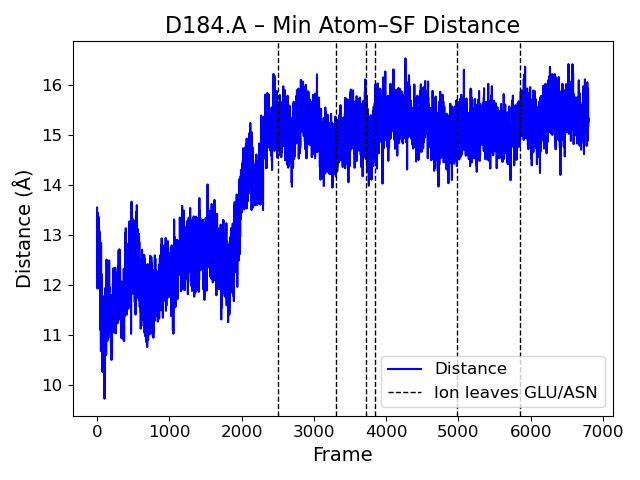 D184.A – Min Atom–SF Distance
Distance (Å)
16
15
14
13
12
11
10
Distance
Ion leaves GLU/ASN
0 1000 2000 3000 4000 5000 6000 7000
Frame